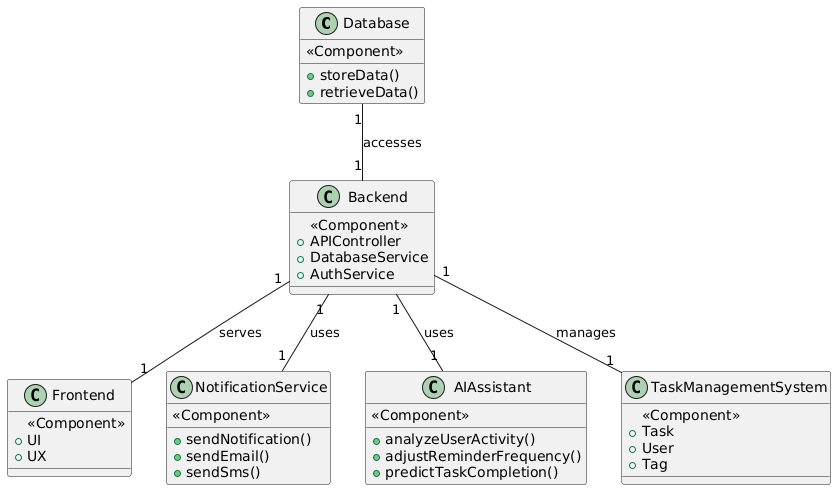 C Database
«Component»
storeData()
retrieveData()
1
accesses
1
C Backend
«Component»
APIController
DatabaseService
AuthService
1
1
1
1
serves
uses
uses
manages
1
1
1
1
C Frontend
«Component»
UI
UX
C NotificationService
«Component»
sendNotification()
sendEmail()
sendSms()
C AIAssistant
«Component»
analyzeUserActivity()
adjustReminderFrequency()
predictTaskCompletion()
C TaskManagementSystem
«Component»
Task
User
Tag